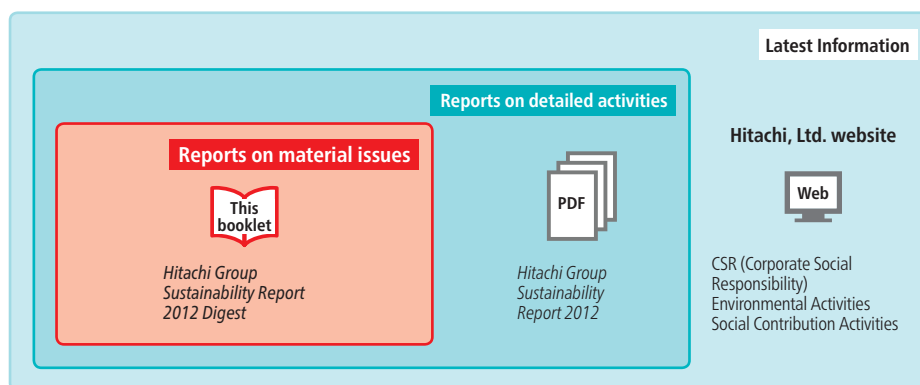 Latest Information
Reports on detailed activities
Reports on material issues
This
booklet
Hitachi Group
Sustainability Report
2012 Digest
PDF
Hitachi Group
Sustainability
Report 2012
Hitachi, Ltd. website
Web
CSR (Corporate Social
Responsibility)
Environmental Activities
Social Contribution Activities